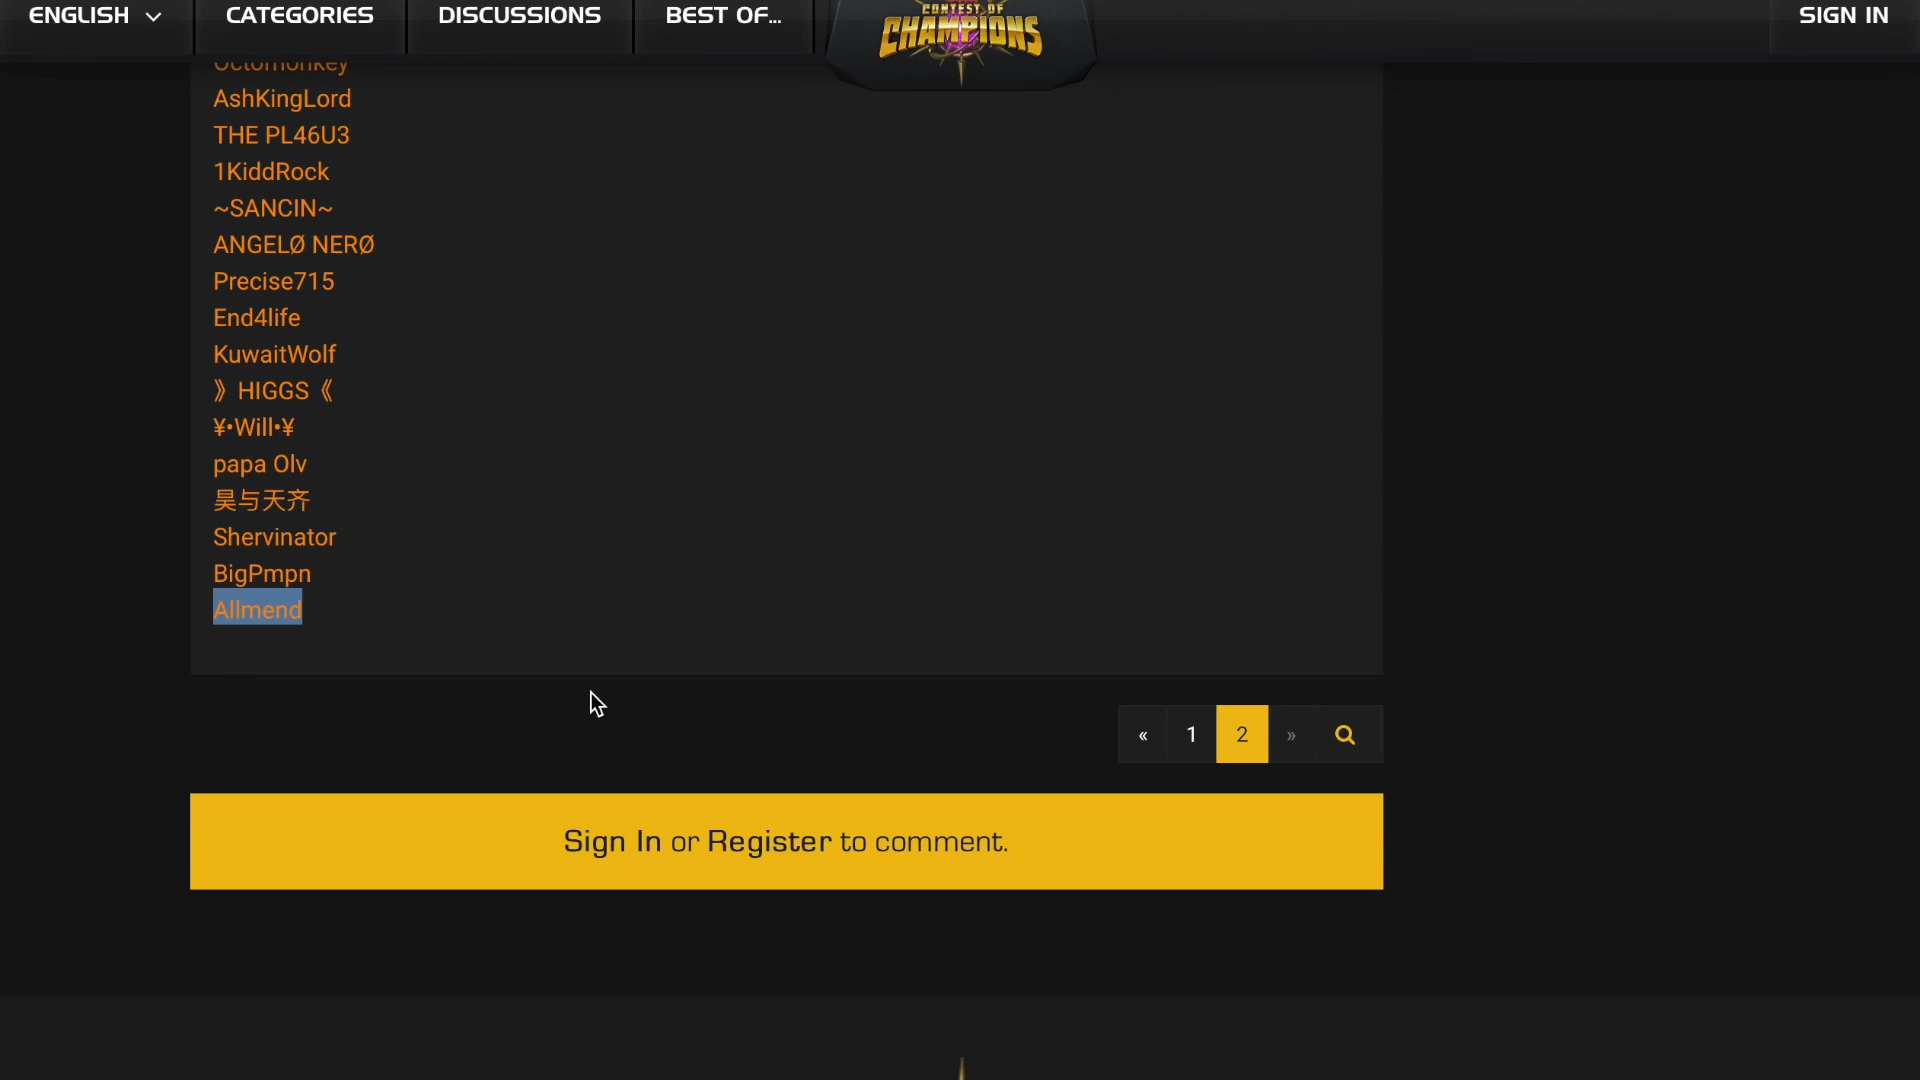 ENGLISH CATEGORIES DISCUSSIONS BEST OF... CONTEST OF CHAMPIONS SIGN IN
Octomonkey
AshKingLord
THE PL46U3
1KiddRock
~SANCIN~
ANGELØ NERØ
Precise715
End4life
KuwaitWolf
》HIGGS《
¥•Will•¥
papa Olv
昊与天齐
Shervinator
BigPmpn
Allmend
« 1 2 »
Sign In or Register to comment.